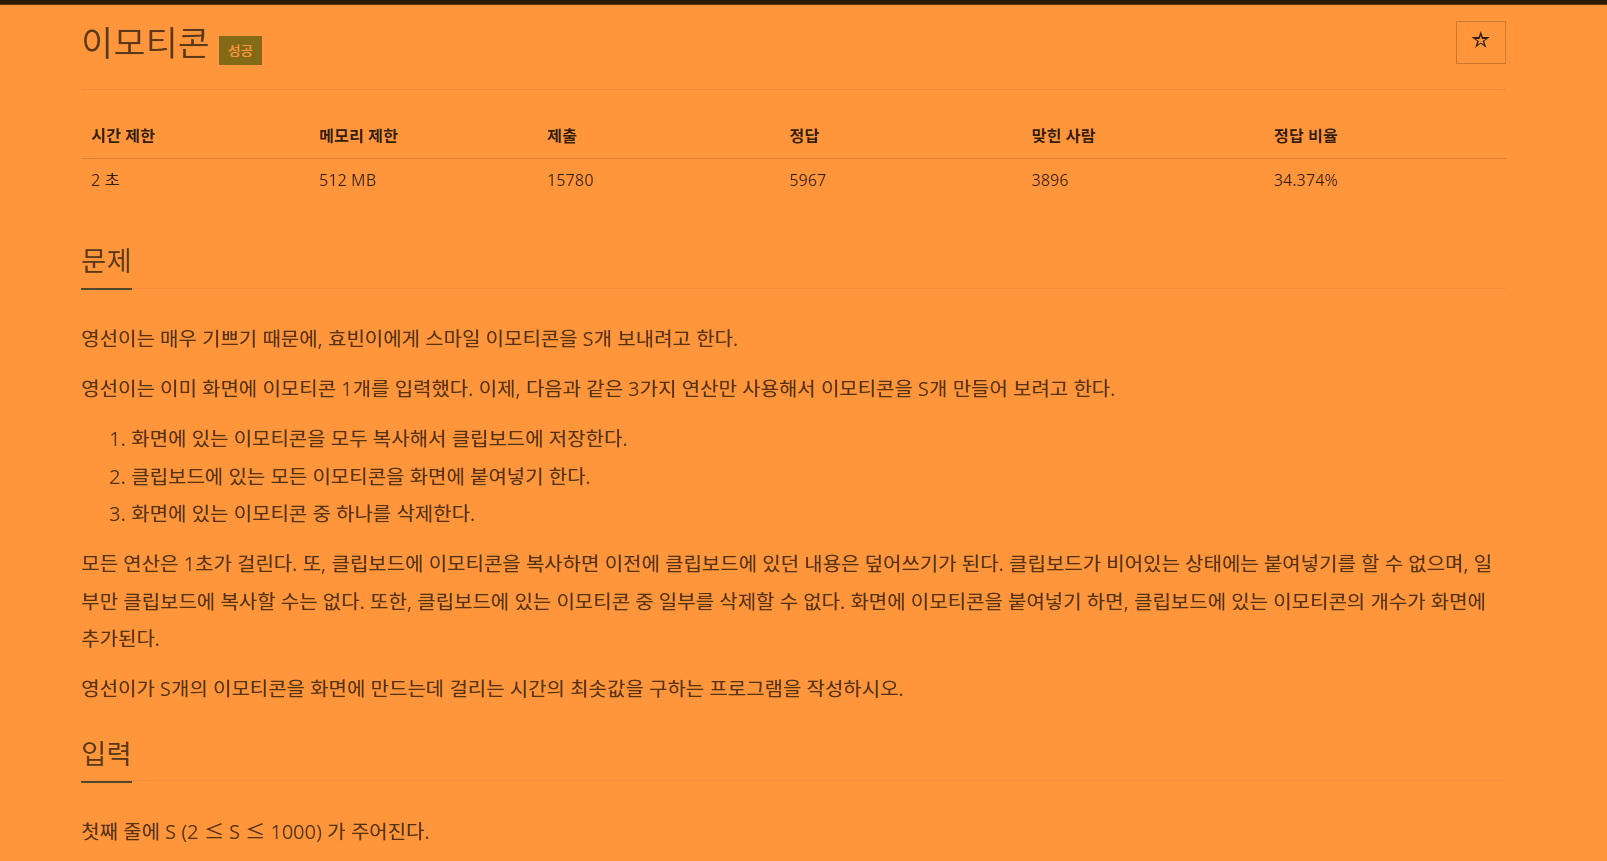 이모티콘 성공
☆
시간 제한 메모리 제한 제출 정답 맞힌 사람 정답 비율
2 초 512 MB 15780 5967 3896 34.374%
문제
영선이는 매우 기쁘기 때문에, 효빈이에게 스마일 이모티콘을 S개 보내려고 한다.
영선이는 이미 화면에 이모티콘 1개를 입력했다. 이제, 다음과 같은 3가지 연산만 사용해서 이모티콘을 S개 만들어 보려고 한다.
1. 화면에 있는 이모티콘을 모두 복사해서 클립보드에 저장한다.
2. 클립보드에 있는 모든 이모티콘을 화면에 붙여넣기 한다.
3. 화면에 있는 이모티콘 중 하나를 삭제한다.
모든 연산은 1초가 걸린다. 또, 클립보드에 이모티콘을 복사하면 이전에 클립보드에 있던 내용은 덮어쓰기가 된다. 클립보드가 비어있는 상태에는 붙여넣기를 할 수 없으며, 일
부만 클립보드에 복사할 수는 없다. 또한, 클립보드에 있는 이모티콘 중 일부를 삭제할 수 없다. 화면에 이모티콘을 붙여넣기 하면, 클립보드에 있는 이모티콘의 개수가 화면에
추가된다.
영선이가 S개의 이모티콘을 화면에 만드는데 걸리는 시간의 최솟값을 구하는 프로그램을 작성하시오.
입력
첫째 줄에 S (2 ≤ S ≤ 1000) 가 주어진다.